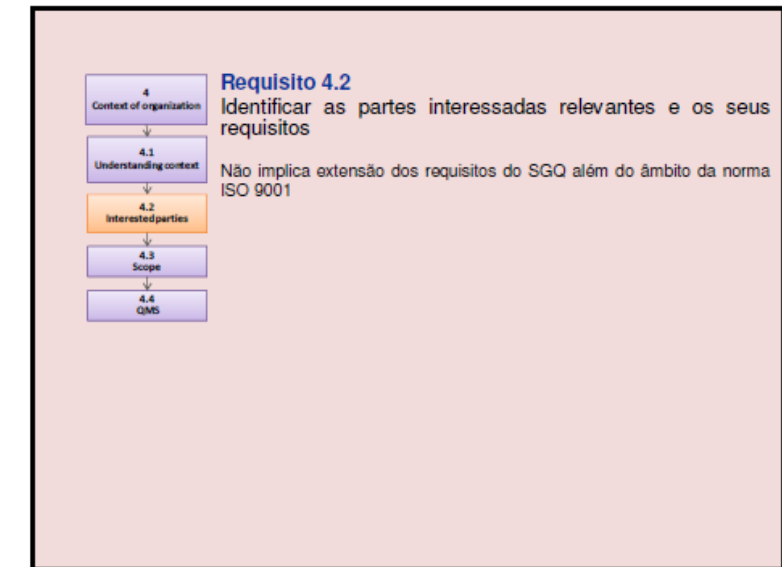 4
Context of organization
4.1
Understanding context
4.2
Interested parties
4.3
Scope
4.4
QMS
Requisito 4.2
Identificar as partes interessadas relevantes e os seus
requisitos
Não implica extensão dos requisitos do SGQ além do âmbito da norma
ISO 9001